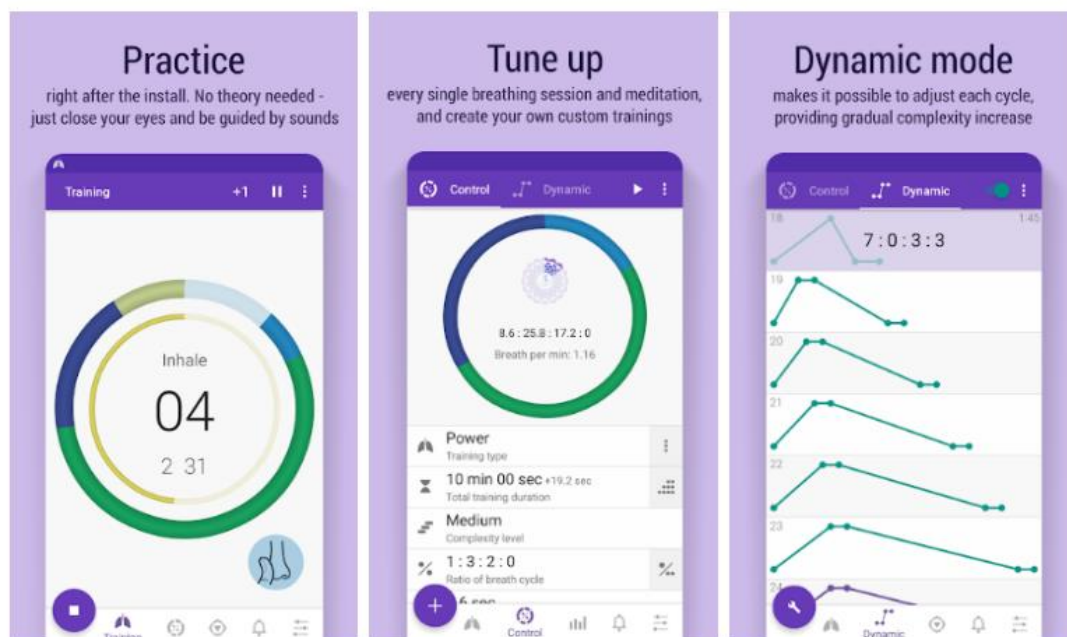 Practice
right after the install. No theory needed -
just close your eyes and be guided by sounds
Training +1
Inhale
04
2 31
Training
Tune up
every single breathing session and meditation,
and create your own custom trainings
Control Dynamic
8.6 : 25.8 : 17.2 : 0
Breath per min: 1.16
Power
Training type
10 min 00 sec +19.2 sec
Total training duration
Medium
Complexity level
1 : 3 : 2 : 0
Ratio of breath cycle
6 sec
Control
Dynamic mode
makes it possible to adjust each cycle,
providing gradual complexity increase
Control Dynamic
18 7 : 0 : 3 : 3 1:45
19
20
21
22
23
24
Dynamic